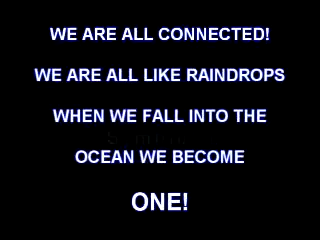 WE ARE ALL CONNECTED!
WE ARE ALL LIKE RAINDROPS
WHEN WE FALL INTO THE
OCEAN WE BECOME
ONE!